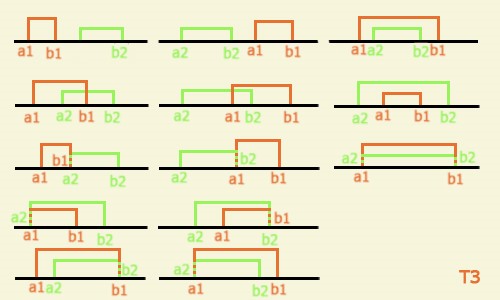 a1 b1 b2
a2 b2 a1 b1
a1 a2 b2 b1
a1 a2 b1 b2
a2 a1 b2 b1
a2 a1 b1 b2
b1
a1 a2 b2
b2
a2 a1 b1
a2 b2
a1 b1
a2
a1 b1 b2
b1
a2 a1 b2
b2
a1 a2 b1
a2
a1 b2 b1
T3